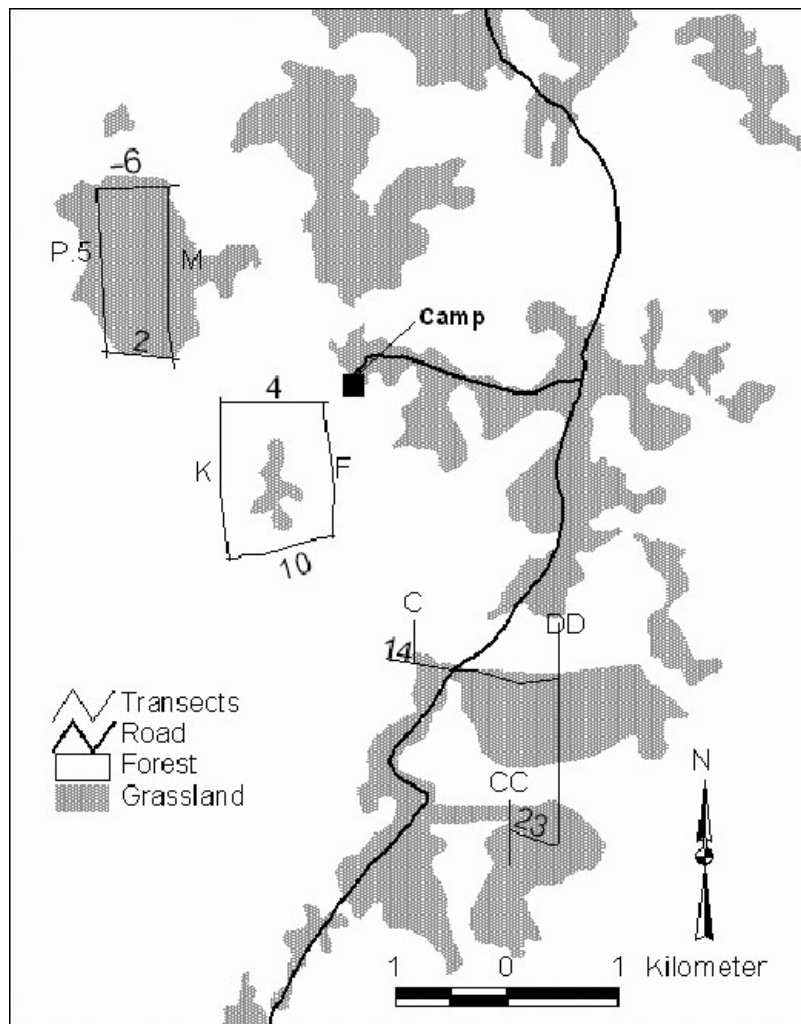 -6
P.5
M
2
Camp
4
K
F
10
C
DD
14
Transects
Road
Forest
Grassland
CC
23
N
1 0 1 Kilometer